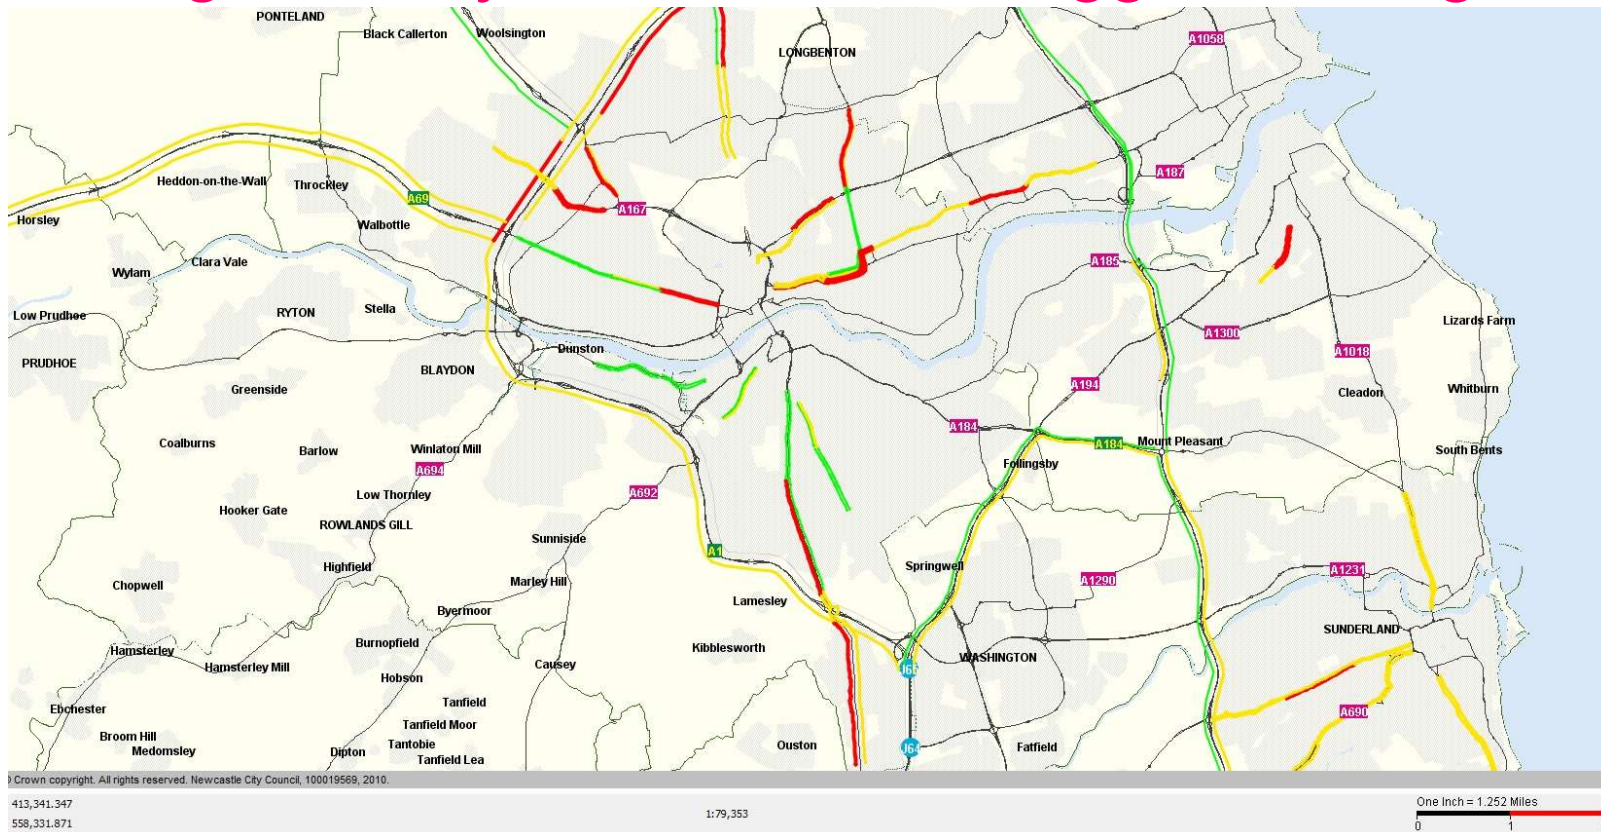 PONTELAND
Black Callerton
Woolsington
LONGBENTON
A1058
Heddon-on-the-Wall
Throckley
A69
A187
Horsley
Walbottle
A167
Wylam
Clara Vale
A185
Low Prudhoe
RYTON
Stella
Lizards Farm
A1300
PRUDHOE
Dunston
A1018
BLAYDON
Greenside
A194
Cleadon
Whitburn
Coalburns
Barlow
Winlaton Mill
A184
A184
Mount Pleasant
South Bents
A694
Follingsby
Low Thornley
A692
Hooker Gate
ROWLANDS GILL
Sunniside
A1
Highfield
Springwell
A1231
Chopwell
Marley Hill
A1290
Byermoor
Lamesley
Hamsterley
Burnopfield
Kibblesworth
SUNDERLAND
Hamsterley Mill
Causey
J65
WASHINGTON
Hobson
Ebchester
Tanfield
A690
Broom Hill
Tanfield Moor
Medomsley
Dipton
Tantobie
Ouston
J64
Fatfield
Tanfield Lea
Crown copyright. All rights reserved. Newcastle City Council, 100019569, 2010.
413,341.347
558,331.871
1:79,353
One Inch = 1.252 Miles
0 1